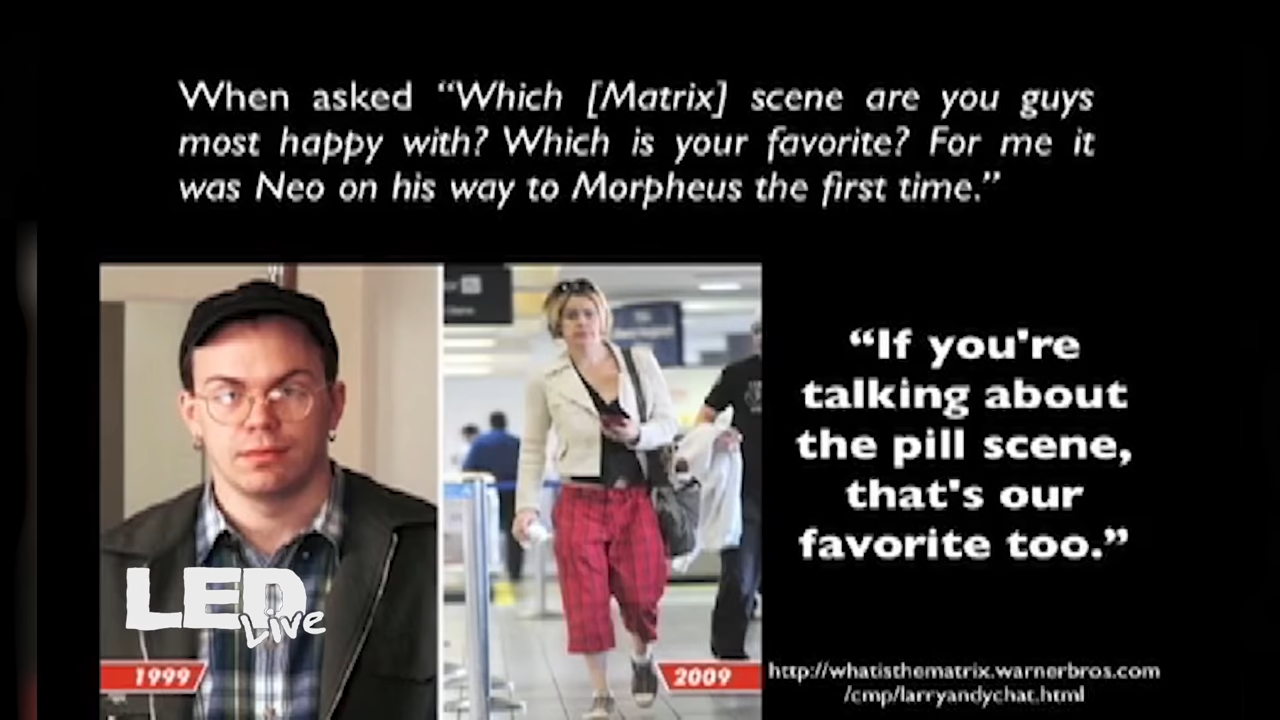 When asked “Which [Matrix] scene are you guys
most happy with? Which is your favorite? For me it
was Neo on his way to Morpheus the first time.”
“If you're
talking about
the pill scene,
that's our
favorite too.”
LED
Live
1999
2009
http://whatisthematrix.warnerbros.com
/cmp/larryandychat.html